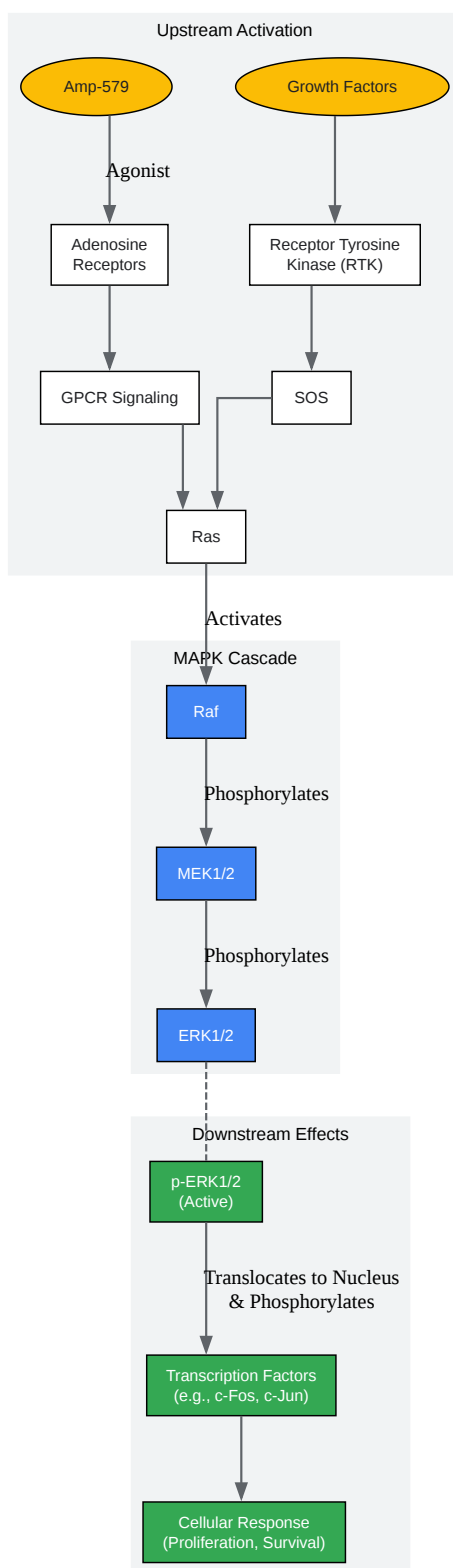 Upstream Activation
Amp-579
Growth Factors
Agonist
Adenosine
Receptors
Receptor Tyrosine
Kinase (RTK)
GPCR Signaling
SOS
Ras
Activates
MAPK Cascade
Raf
Phosphorylates
MEK1/2
Phosphorylates
ERK1/2
Downstream Effects
p-ERK1/2
(Active)
Translocates to Nucleus
& Phosphorylates
Transcription Factors
(e.g., c-Fos, c-Jun)
Cellular Response
(Proliferation, Survival)